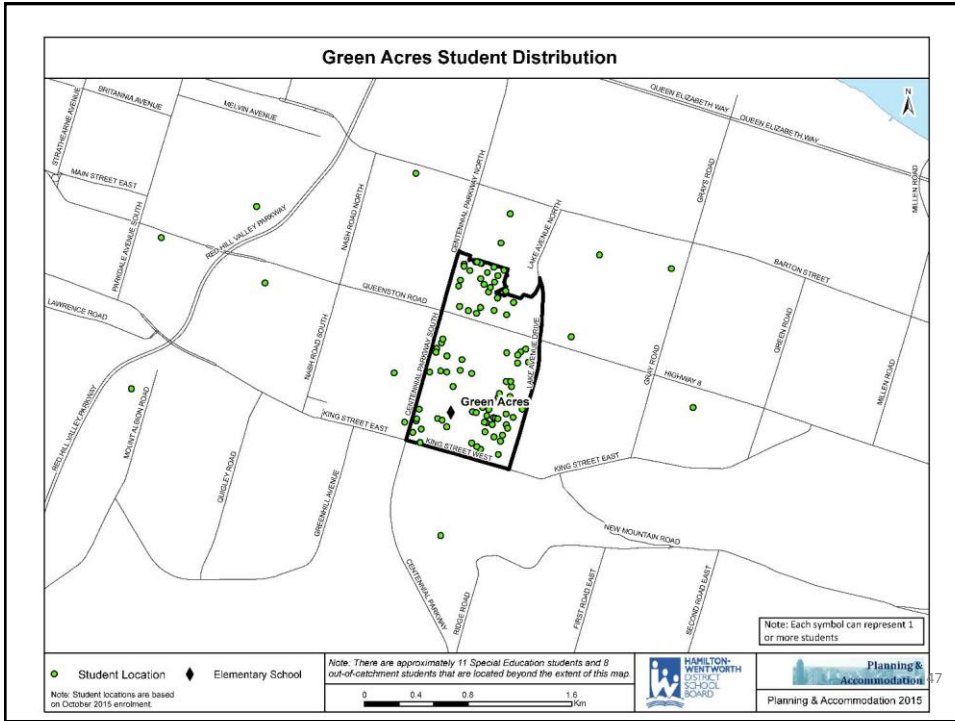 Green Acres Student Distribution
BRITANNIA AVENUE
STRATHEARNE AVENUE
MELVIN AVENUE
QUEEN ELIZABETH WAY
QUEEN ELIZABETH WAY
N
MAIN STREET EAST
PARKDALE AVENUE SOUTH
RED HILL VALLEY PARKWAY
NASH ROAD NORTH
CENTENNIAL PARKWAY NORTH
LAKE AVENUE NORTH
GRAYS ROAD
MILLEN ROAD
BARTON STREET
LAWRENCE ROAD
QUEENSTON ROAD
NASH ROAD SOUTH
CENTENNIAL PARKWAY SOUTH
LAKE AVENUE DRIVE
GRAY ROAD
GREEN ROAD
HIGHWAY 8
MILLEN ROAD
RED HILL VALLEY PARKWAY
MOUNT ALBION ROAD
QUIGLEY ROAD
GREENHILL AVENUE
KING STREET EAST
Green Acres
KING STREET WEST
KING STREET EAST
NEW MOUNTAIN ROAD
CENTENNIAL PARKWAY
RIDGE ROAD
FIRST ROAD EAST
SECOND ROAD EAST
Note: Each symbol can represent 1
or more students
Student Location
Elementary School
Note: Student locations are based
on October 2015 enrolment.
Note: There are approximately 11 Special Education students and 8
out-of-catchment students that are located beyond the extent of this map.
0 0.4 0.8 1.6
Km
HAMILTON-
WENTWORTH
DISTRICT
SCHOOL
BOARD
Planning &
Accommodation
47
Planning & Accommodation 2015